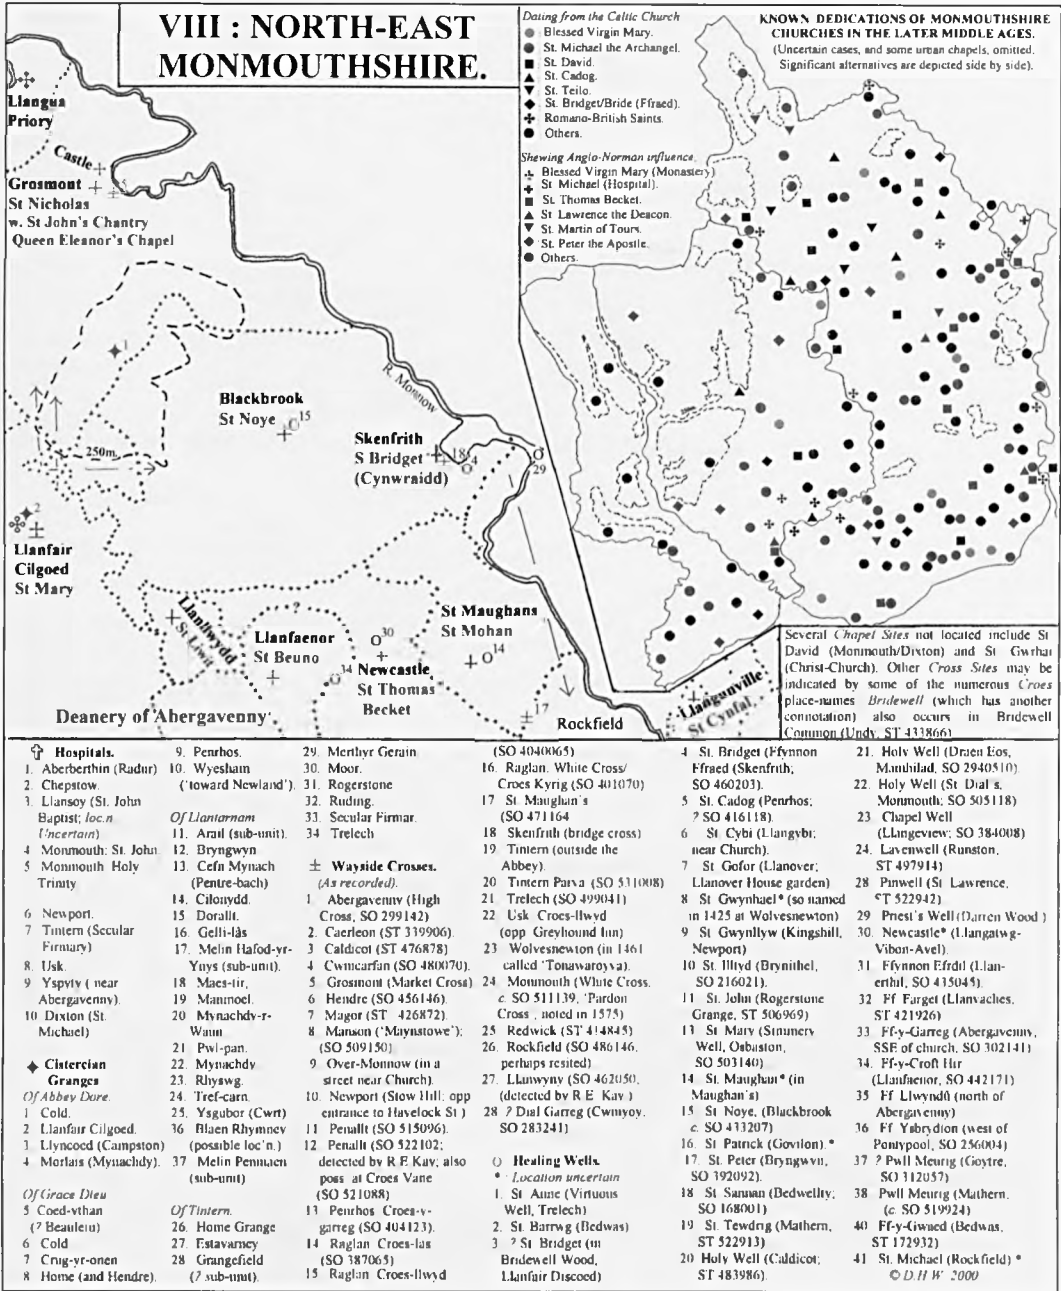 VIII : NORTH-EAST
MONMOUTHSHIRE.
Dating from the Celtic Church
Blessed Virgin Mary.
St. Michael the Archangel.
St. David.
St. Cadog.
St. Teilo.
St. Bridget/Bride (Ffraed).
Romano-British Saints.
Others.
Shewing Anglo-Norman influence.
Blessed Virgin Mary (Monastery)
St Michael (Hospital).
St. Thomas Becket.
St Lawrence the Deacon.
St. Martin of Tours.
St. Peter the Apostle.
Others.
KNOWN DEDICATIONS OF MONMOUTHSHIRE
CHURCHES IN THE LATER MIDDLE AGES.
(Uncertain cases, and some urban chapels, omitted.
Significant alternatives are depicted side by side).
Llangua
Priory
Castle
Grosmont
St Nicholas
w. St John's Chantry
Queen Eleanor's Chapel
1
R. Monnow
Blackbrook
St Noye
15
Skenfrith
S Bridget
(Cynwraidd)
18
4
29
250m.
2
Llanfair
Cilgoed
St Mary
Llanllwydd
St Llwit
?
Llanfaenor
St Beuno
34
30
Newcastle
St Thomas
Becket
St Maughans
St Mohan
14
17
Rockfield
Llangunville
St Cynfal
Deanery of Abergavenny
Several Chapel Sites not located include St
David (Monmouth/Dixton) and St Gwrhai
(Christ-Church). Other Cross Sites may be
indicated by some of the numerous Croes
place-names Bridewell (which has another
connotation) also occurs in Bridewell
Common (Undy, ST 433866)
Hospitals.
1. Aberberthin (Radur)
2. Chepstow.
3. Llansoy (St. John
Baptist; loc.n
Uncertain)
4 Monmouth: St. John
5 Monmouth Holy
Trinity
6 Newport.
7 Tintern (Secular
Firmary)
8. Usk.
9 Yspyty ( near
Abergavenny).
10 Dixton (St.
Michael)
Cistercian
Granges
Of Abbey Dore.
1 Cold.
2 Llanfair Cilgoed.
3 Llyncoed (Campston)
4 Morlais (Mynachdy).
Of Grace Dieu
5 Coed-vthan
(? Beaulieu)
6 Cold
7 Crug-yr-onen
8 Home (and Hendre).
9. Penrhos.
10. Wyesham
('toward Newland').
Of Llantarnam
11. Arail (sub-unit).
12. Bryngwyn
13. Cefn Mynach
(Pentre-bach)
14. Cilonydd.
15 Dorallt.
16. Gelli-lâs
17. Melin Hafod-yr-
Ynys (sub-unit).
18 Maes-tir,
19 Mammoel.
20 Mynachdy-r-
Waun
21 Pwl-pan.
22. Mynachdy
23. Rhyswg.
24. Tref-carn.
25. Ysgubor (Cwrt)
36 Blaen Rhymney
(possible loc'n.)
37 Melin Penmaen
(sub-unit)
Of Tintern.
26. Home Grange
27. Estavarney
28 Grangefield
(? sub-unit).
29. Merthyr Gerain
30. Moor.
31. Rogerstone
32. Ruding.
33. Secular Firmar.
34 Trelech
Wayside Crosses.
(As recorded).
1 Abergavenny (High
Cross, SO 299142)
2. Caerleon (ST 339906).
3 Caldicot (ST 476878)
4 Cwmcarfan (SO 480070).
5 Grosmont (Market Cross)
6 Hendre (SO 456146).
7 Magor (ST 426872).
8 Manson ('Maynstowe');
(SO 509150)
9 Over-Monnow (in a
street near Church).
10. Newport (Stow Hill; opp
entrance to Havelock St )
11 Penallt (SO 515096).
12 Penallt (SO 522102;
detected by R E Kay; also
poss at Croes Vane
(SO 521088)
13 Penrhos Croes-y-
garreg (SO 404123).
14 Raglan Croes-las
(SO 387065)
15 Raglan Croes-llwyd
(SO 4040065)
16. Raglan. White Cross/
Croes Kyrig (SO 401070)
17 St. Maughan's
(SO 471164
18 Skenfrith (bridge cross)
19 Tintern (outside the
Abbey).
20 Tintern Parva (SO 531008)
21 Trelech (SO 499041)
22 Usk Croes-llwyd
(opp Greyhound Inn)
23 Wolvesnewton (in 1461
called 'Tonawaroyva).
24 Monmouth (White Cross.
c. SO 511139, 'Pardon
Cross', noted in 1575)
25 Redwick (ST 414845)
26. Rockfield (SO 486146,
perhaps resited)
27. Llanwyny (SO 462050,
(detected by R E Kay )
28 ? Dial Garreg (Cwmyoy,
SO 283241)
Healing Wells.
* Location uncertain
1. St Anne (Virtuous
Well, Trelech)
2. St Barrwg (Bedwas)
3 ? St Bridget (in
Bridewell Wood,
Llanfair Discoed)
4 St. Bridget (Ffynnon
Ffraed (Skenfrith;
SO 460203).
5 St. Cadog (Penrhos;
? SO 416118).
6 St. Cybi (Llangybi;
near Church).
7 St. Gofor (Llanover;
Llanover House garden)
8 St Gwynhael* (so named
in 1425 at Wolvesnewton)
9 St Gwynllyw (Kingshill,
Newport)
10 St. Illtyd (Brynithel,
SO 216021).
11 St. John (Rogerstone
Grange, ST 506969)
13 St Mary (Stunnery
Well, Osbaston,
SO 503140)
14 St. Maughan* (in
Maughan's)
15 St Noye, (Blackbrook
c. SO 433207)
16. St Patrick (Govilon).*
17. St. Peter (Bryngwyn,
SO 392092).
18 St Sannan (Bedwellty;
SO 168001)
19 St. Tewdrig (Mathern,
ST 522913)
20 Holy Well (Caldicot;
ST 483986).
21. Holy Well (Draen Eos,
Mamhilad, SO 2940510)
22. Holy Well (St Dial's,
Monmouth; SO 505118)
23 Chapel Well
(Llangeview; SO 384008)
24. Lavenwell (Runston,
ST 497914)
28 Pinwell (St Lawrence,
ST 522942)
29 Priest's Well (Darren Wood )
30. Newcastle* (Llangatwg-
Vibon-Avel).
31 Ffynnon Efrdil (Llan-
erthil, SO 435045).
32 Ff Farget (Llanvaches,
ST 421926)
33 Ff-y-Garreg (Abergavenny,
SSE of church, SO 302141)
34. Ff-y-Croft Hir
(Llanfaenor, SO 442171)
35 Ff Llwyndû (north of
Abergavenny)
36 Ff Ysbrydion (west of
Pontypool, SO 256004)
37 ? Pwll Meurig (Goytre,
SO 312057)
38 Pwll Meurig (Mathern,
(c. SO 519924)
40 Ff-y-Gwaed (Bedwas,
ST 172932)
41 St. Michael (Rockfield) *
© D.H W 2000